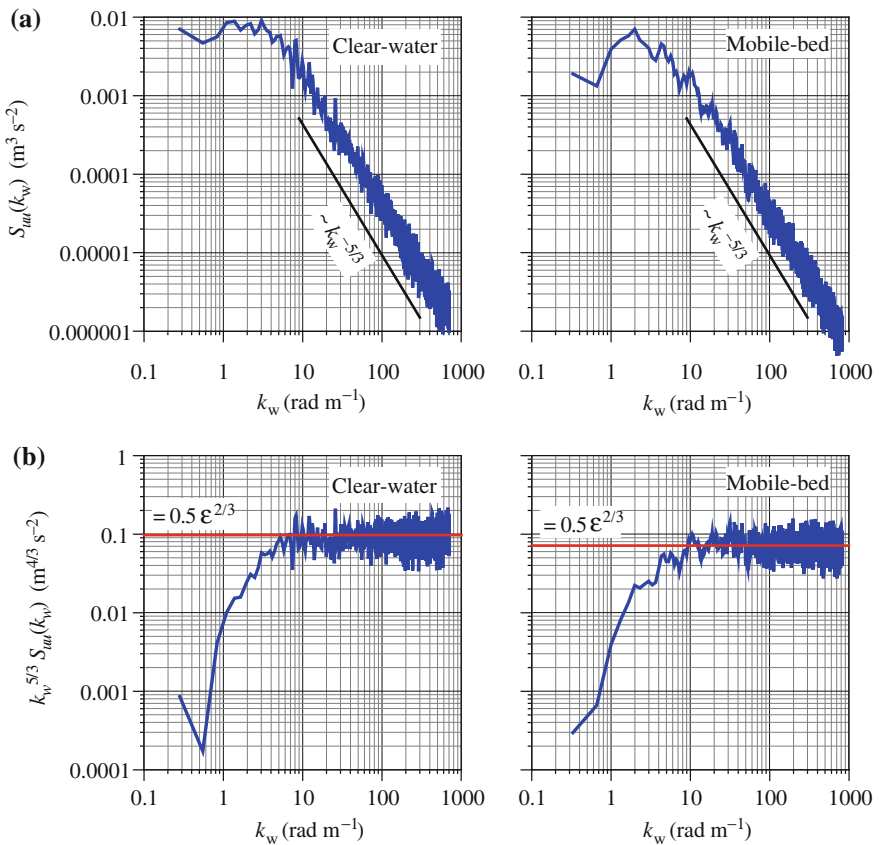 (a)
0.01
0.001
0.0001
0.00001
0.000001
S_uu(k_w) (m³ s⁻²)
Clear-water
~ k_w^−5/3
0.1 1 10 100 1000
k_w (rad m⁻¹)
Mobile-bed
~ k_w^−5/3
0.1 1 10 100 1000
k_w (rad m⁻¹)
(b)
1
0.1
0.01
0.001
0.0001
k_w^5/3 S_uu(k_w) (m^4/3 s⁻²)
Clear-water
= 0.5 ε^2/3
0.1 1 10 100 1000
k_w (rad m⁻¹)
Mobile-bed
= 0.5 ε^2/3
0.1 1 10 100 1000
k_w (rad m⁻¹)